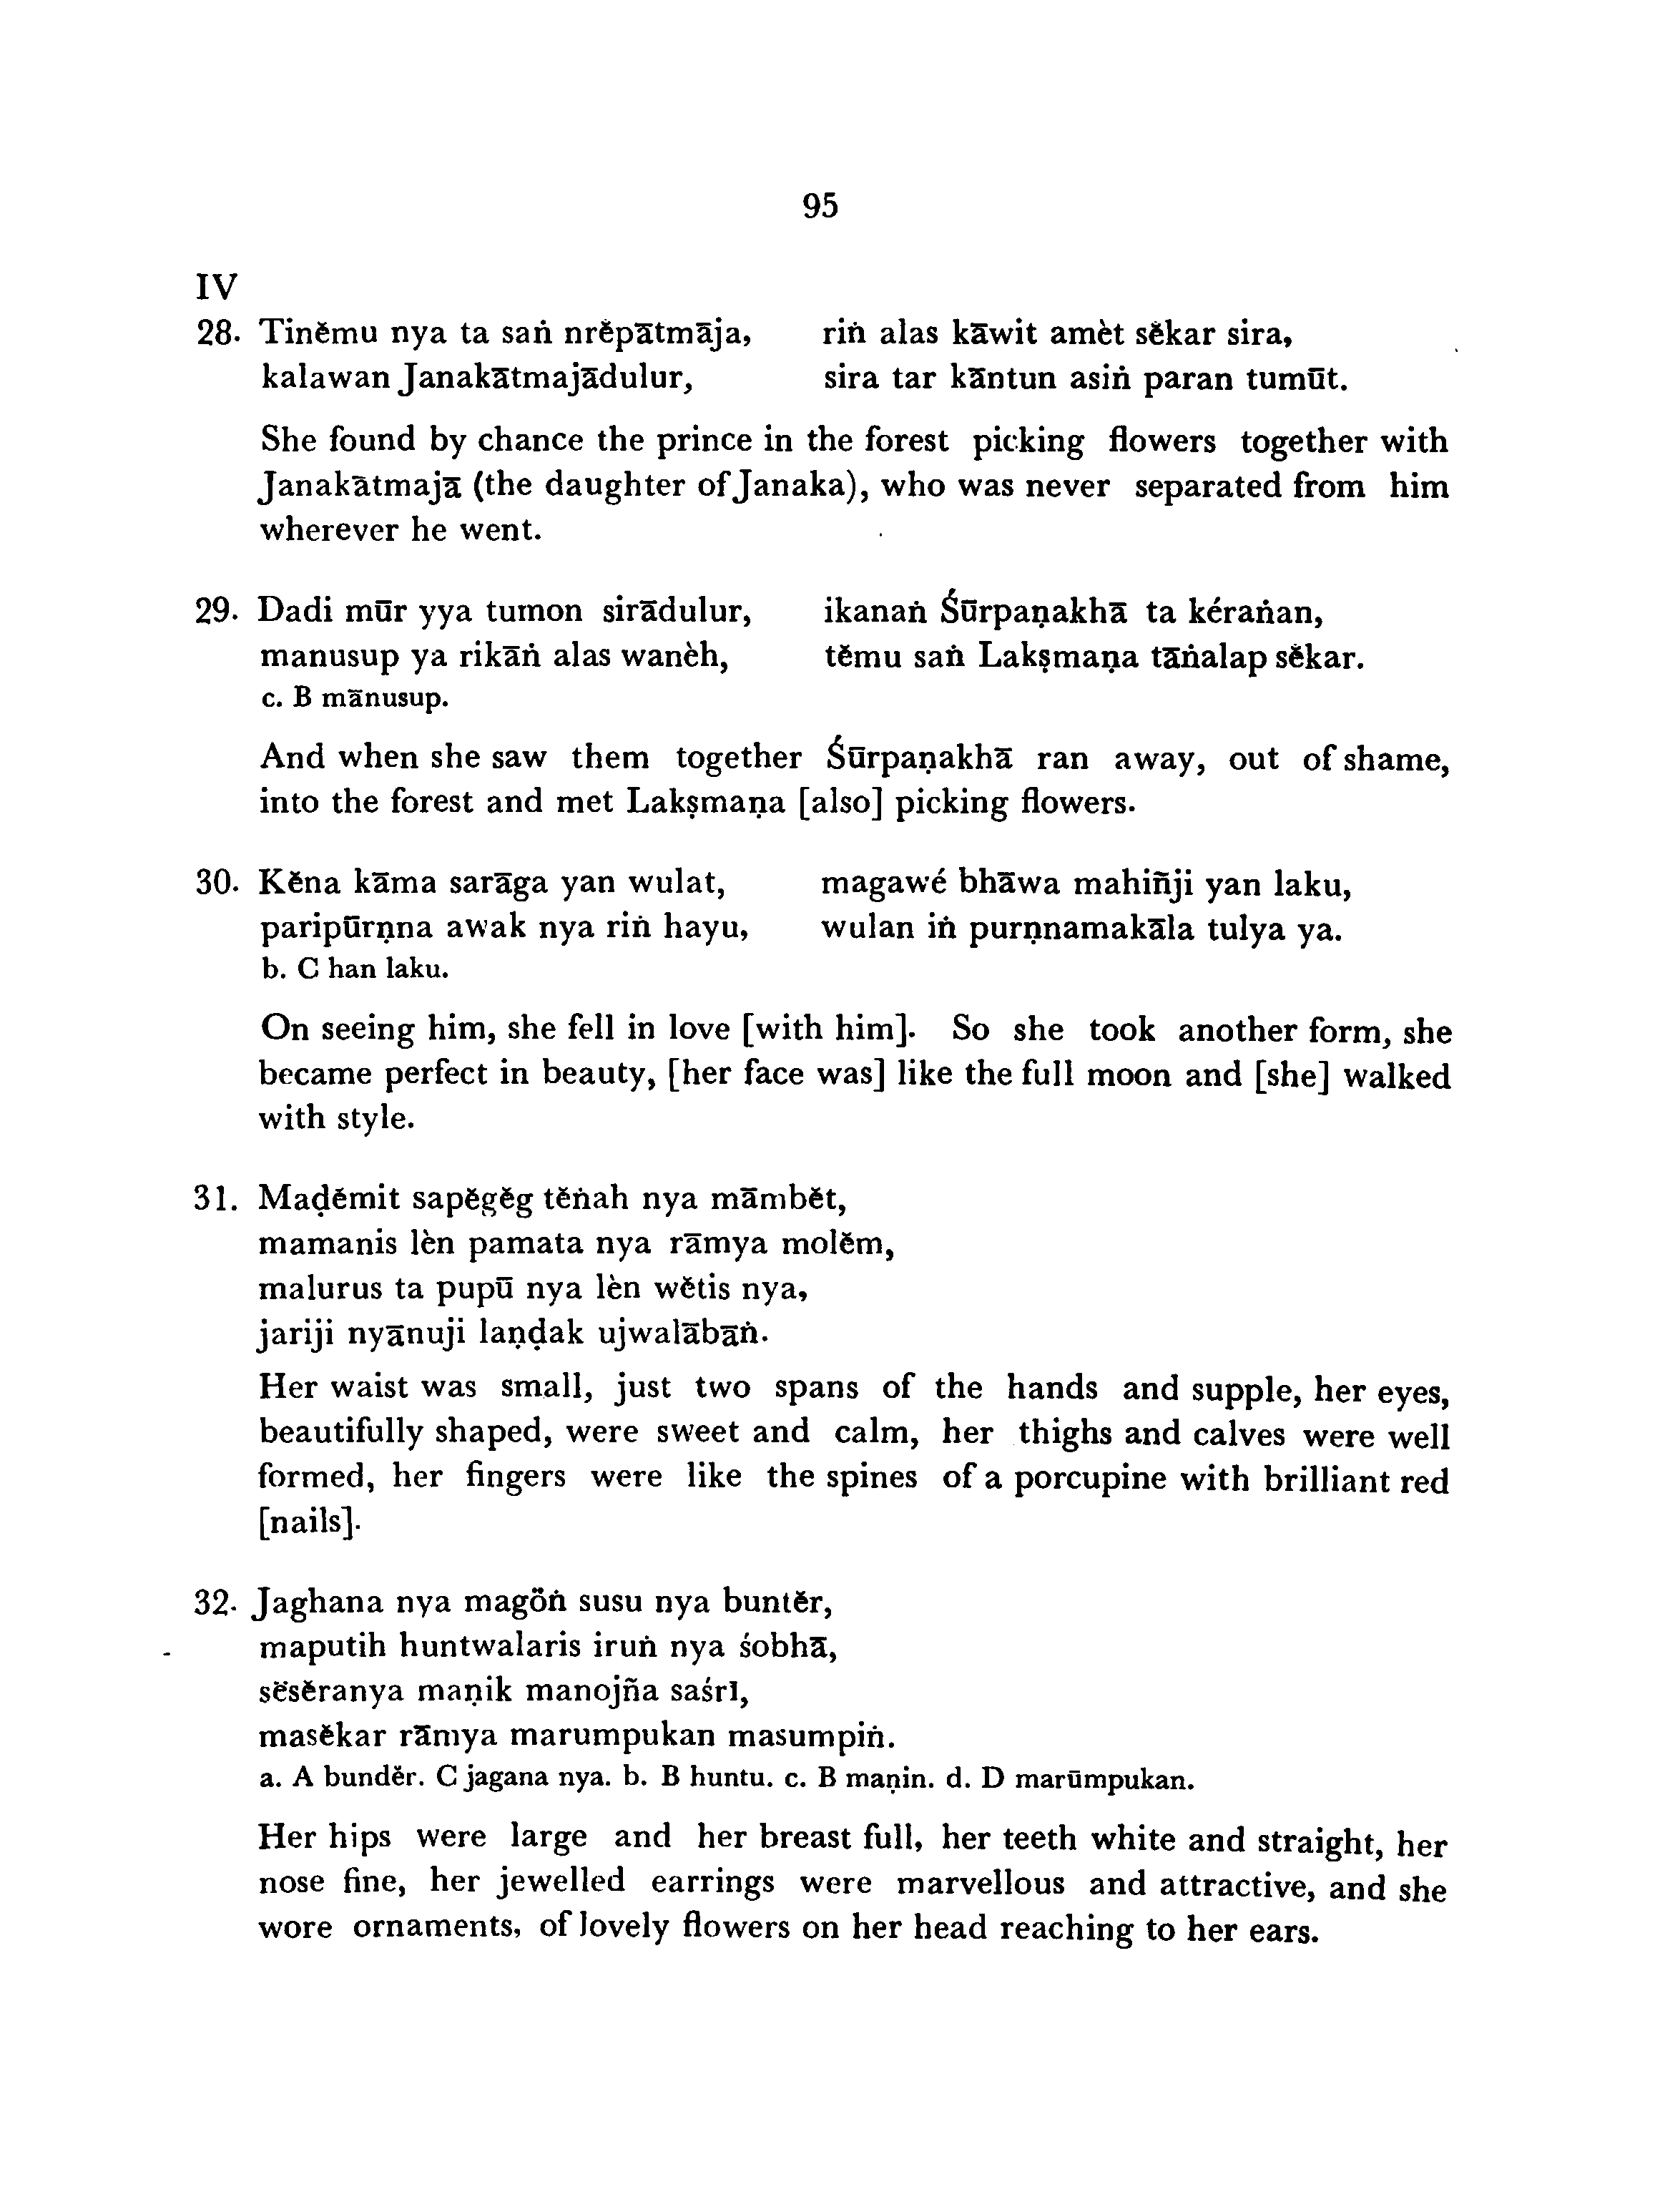 95
IV
28. Tinĕmu nya ta saṅ nrĕpātmāja, riṅ alas kāwit amèt sĕkar sira,
kalawan Janakātmajādulur, sira tar kāntun asiṅ paran tumūt.
She found by chance the prince in the forest picking flowers together with
Janakātmajā (the daughter of Janaka), who was never separated from him
wherever he went.
29. Dadi mūr yya tumon sirādulur, ikanaṅ Śūrpaṇakhā ta kéraṅan,
manusup ya rikāṅ alas wanèh, tĕmu saṅ Lakṣmaṇa tāṅalap sĕkar.
c. B mānusup.
And when she saw them together Śūrpaṇakhā ran away, out of shame,
into the forest and met Lakṣmaṇa [also] picking flowers.
30. Kĕna kāma sarāga yan wulat, magawé bhāwa mahiñji yan laku,
paripūrṇna awak nya riṅ hayu, wulan iṅ purṇnamakāla tulya ya.
b. C han laku.
On seeing him, she fell in love [with him]. So she took another form, she
became perfect in beauty, [her face was] like the full moon and [she] walked
with style.
31. Maḍĕmit sapĕgĕg tĕṅah nya māmbĕt,
mamanis lèn pamata nya rāmya molĕm,
malurus ta pupū nya lèn wĕtis nya,
jariji nyānuji laṇḍak ujwalābāṅ.
Her waist was small, just two spans of the hands and supple, her eyes,
beautifully shaped, were sweet and calm, her thighs and calves were well
formed, her fingers were like the spines of a porcupine with brilliant red
[nails].
32. Jaghana nya magöṅ susu nya buntĕr,
maputih huntwalaris iruṅ nya śobhā,
sĕsĕranya maṇik manojña saśrī,
masĕkar rāmya marumpukan masumpiṅ.
a. A bundĕr. C jagana nya. b. B huntu. c. B maṇin. d. D marūmpukan.
Her hips were large and her breast full, her teeth white and straight, her
nose fine, her jewelled earrings were marvellous and attractive, and she
wore ornaments, of lovely flowers on her head reaching to her ears.